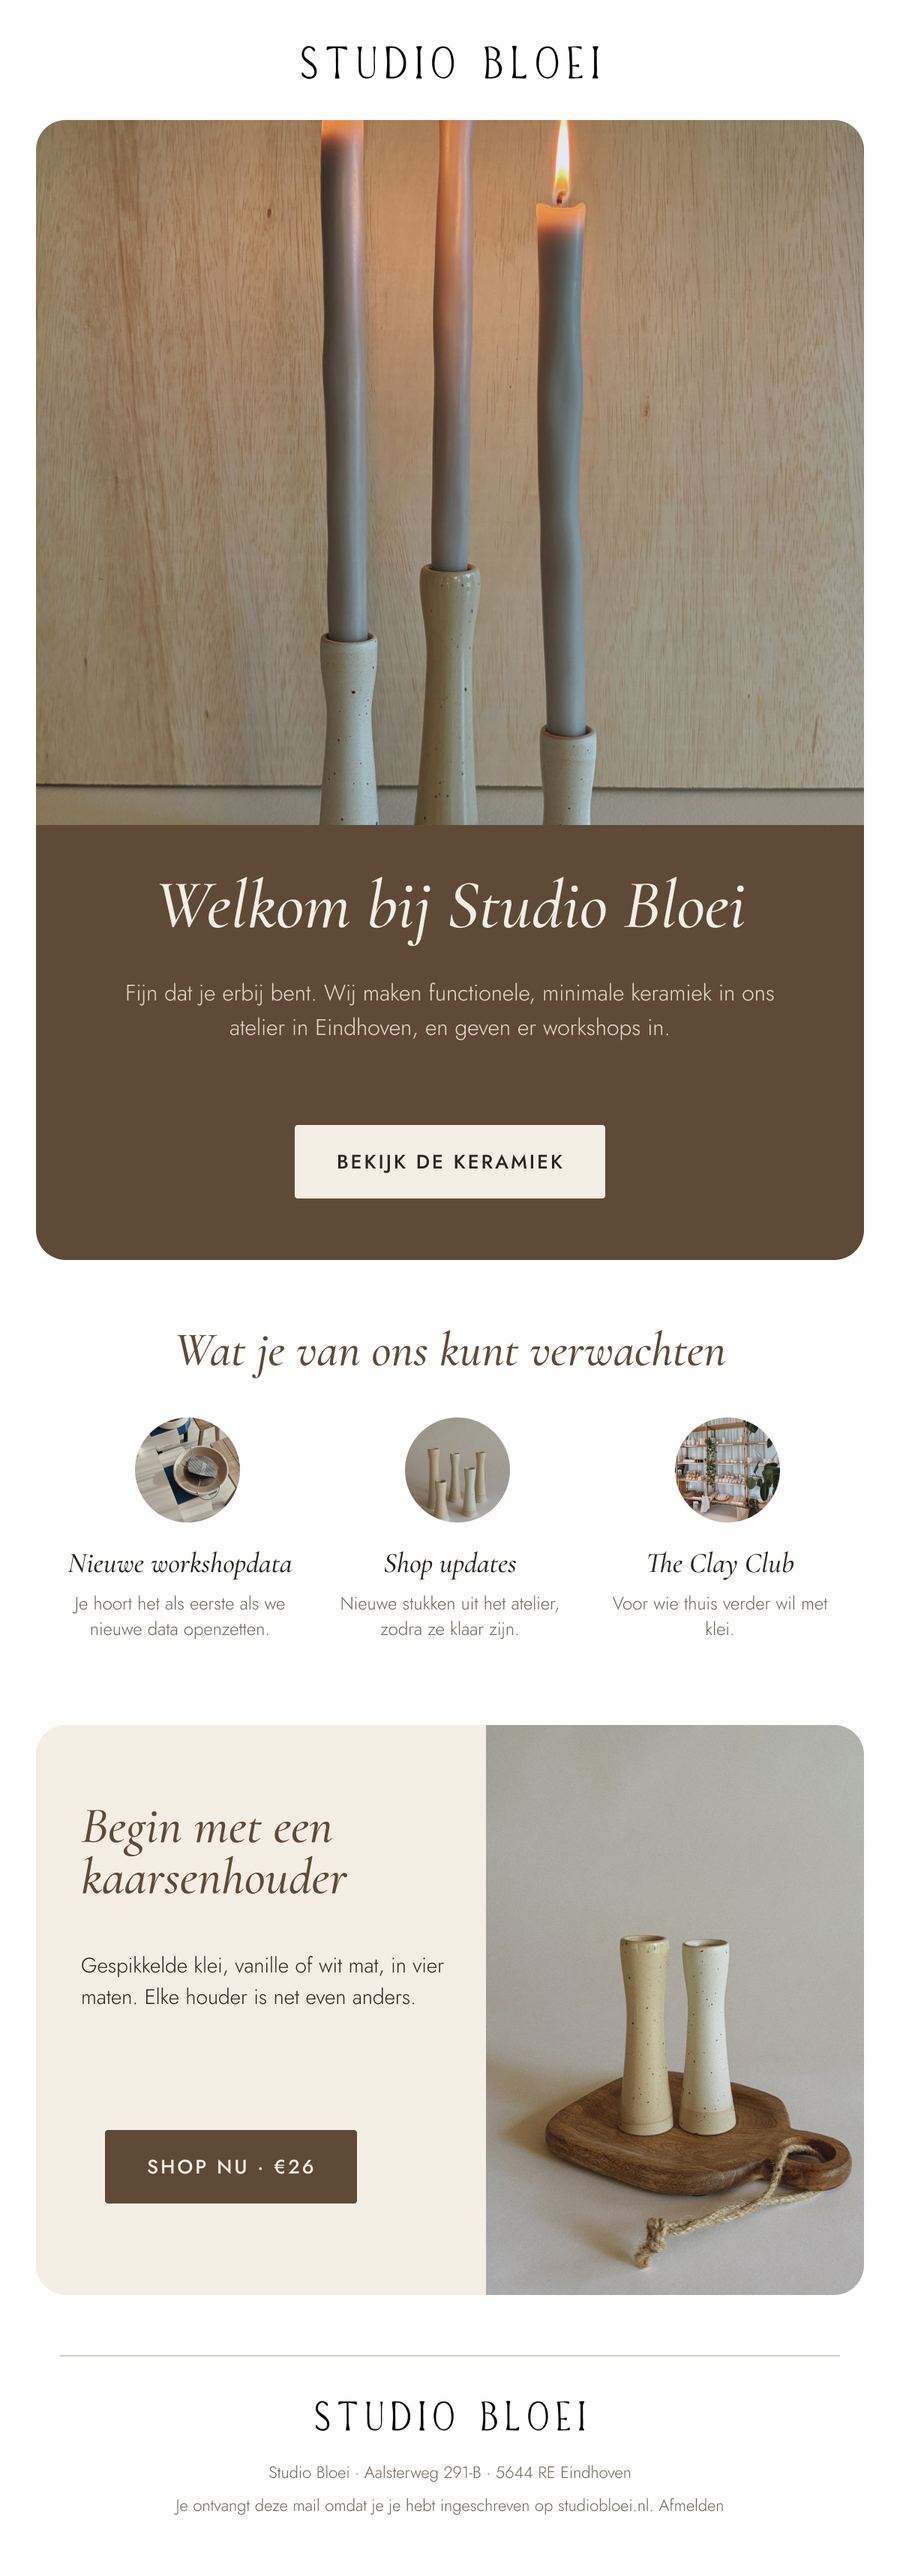 STUDIO BLOEI
Welkom bij Studio Bloei
Fijn dat je erbij bent. Wij maken functionele, minimale keramiek in ons
atelier in Eindhoven, en geven er workshops in.
BEKIJK DE KERAMIEK
Wat je van ons kunt verwachten
Nieuwe workshopdata
Je hoort het als eerste als we
nieuwe data openzetten.
Shop updates
Nieuwe stukken uit het atelier,
zodra ze klaar zijn.
The Clay Club
Voor wie thuis verder wil met
klei.
Begin met een
kaarsenhouder
Gespikkelde klei, vanille of wit mat, in vier
maten. Elke houder is net even anders.
SHOP NU · €26
STUDIO BLOEI
Studio Bloei · Aalsterweg 291-B · 5644 RE Eindhoven
Je ontvangt deze mail omdat je je hebt ingeschreven op studiobloei.nl. Afmelden